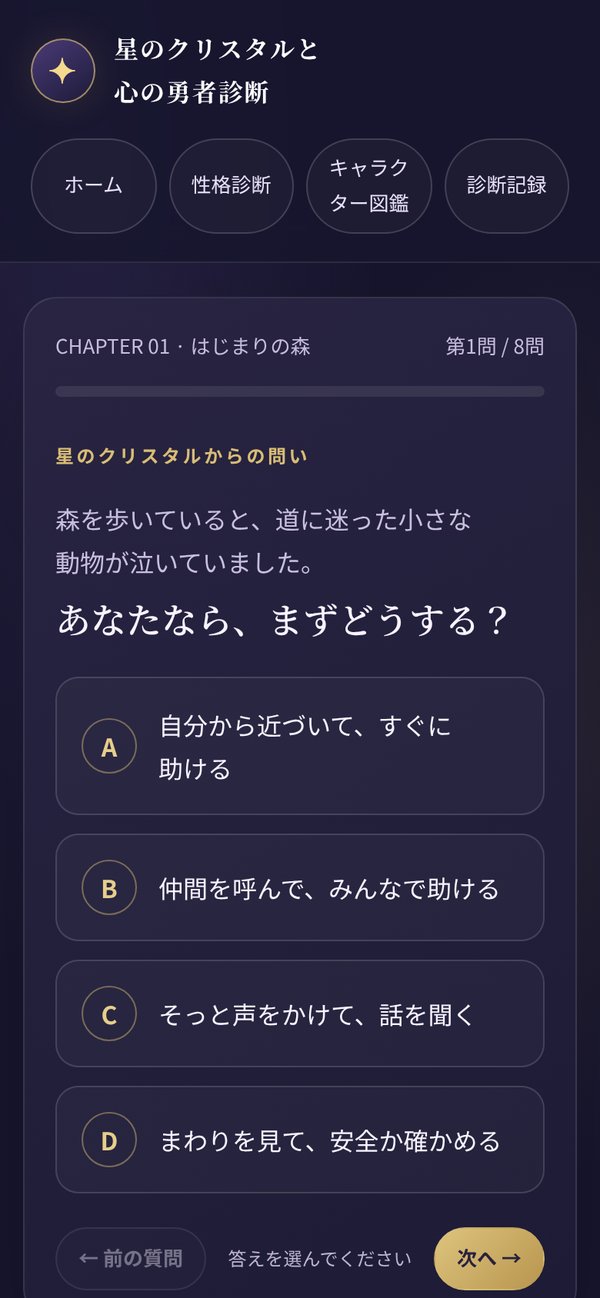 星のクリスタルと
心の勇者診断
ホーム
性格診断
キャラク
ター図鑑
診断記録
CHAPTER 01 · はじまりの森
第1問 / 8問
星のクリスタルからの問い
森を歩いていると、道に迷った小さな
動物が泣いていました。
あなたなら、まずどうする？
A
自分から近づいて、すぐに
助ける
B
仲間を呼んで、みんなで助ける
C
そっと声をかけて、話を聞く
D
まわりを見て、安全か確かめる
← 前の質問
答えを選んでください
次へ →